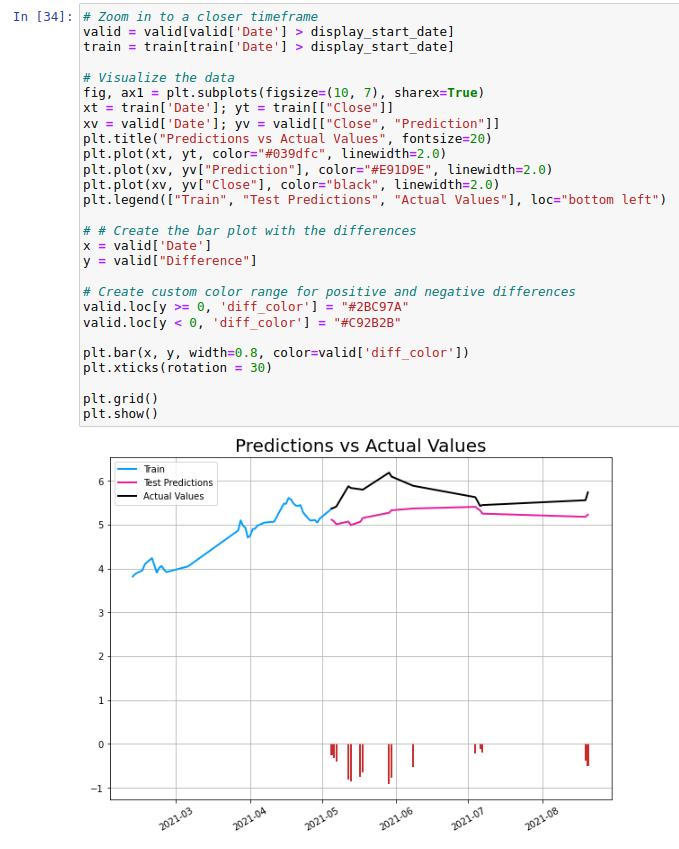 In [34]:
# Zoom in to a closer timeframe
valid = valid[valid['Date'] > display_start_date]
train = train[train['Date'] > display_start_date]
# Visualize the data
fig, ax1 = plt.subplots(figsize=(10, 7), sharex=True)
xt = train['Date']; yt = train[["Close"]]
xv = valid['Date']; yv = valid[["Close", "Prediction"]]
plt.title("Predictions vs Actual Values", fontsize=20)
plt.plot(xt, yt, color="#039dfc", linewidth=2.0)
plt.plot(xv, yv["Prediction"], color="#E91D9E", linewidth=2.0)
plt.plot(xv, yv["Close"], color="black", linewidth=2.0)
plt.legend(["Train", "Test Predictions", "Actual Values"], loc="bottom left")
# # Create the bar plot with the differences
x = valid['Date']
y = valid["Difference"]
# Create custom color range for positive and negative differences
valid.loc[y >= 0, 'diff_color'] = "#2BC97A"
valid.loc[y < 0, 'diff_color'] = "#C92B2B"
plt.bar(x, y, width=0.8, color=valid['diff_color'])
plt.xticks(rotation = 30)
plt.grid()
plt.show()
Predictions vs Actual Values
Train
Test Predictions
Actual Values
6
5
4
3
2
1
0
−1
2021-03
2021-04
2021-05
2021-06
2021-07
2021-08